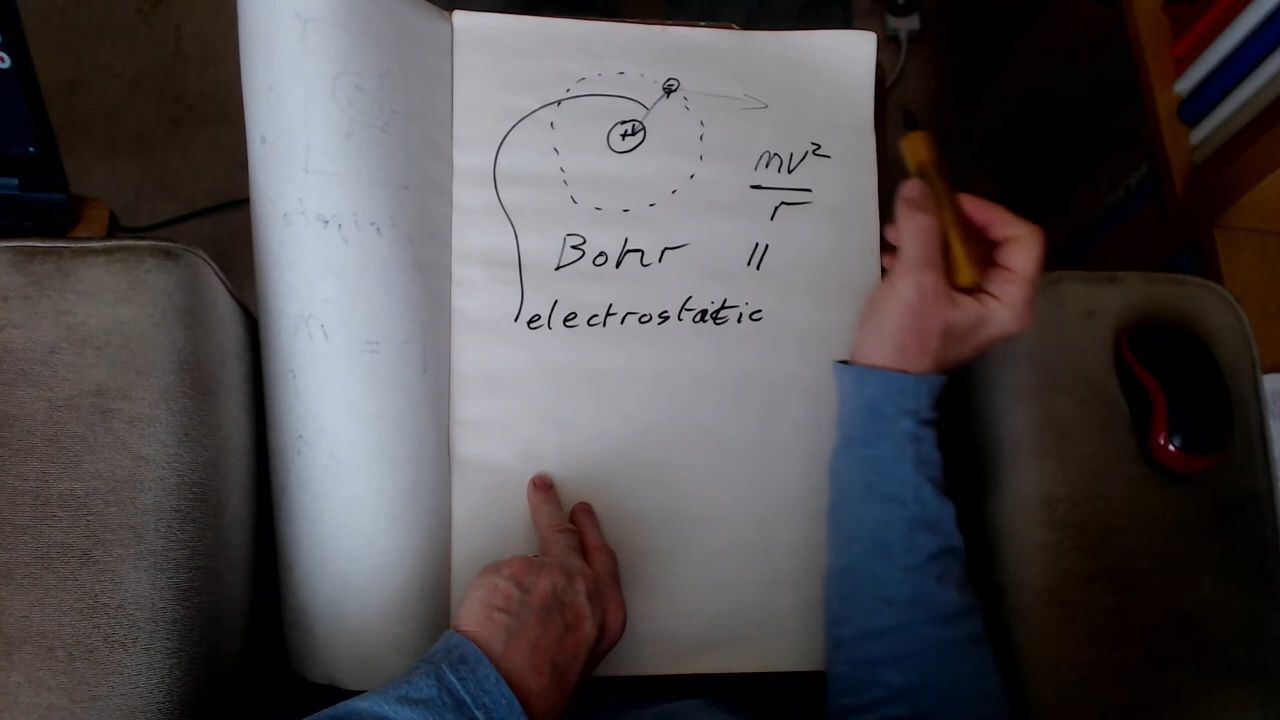 -
+
mv²
r
Bohr =
electrostatic